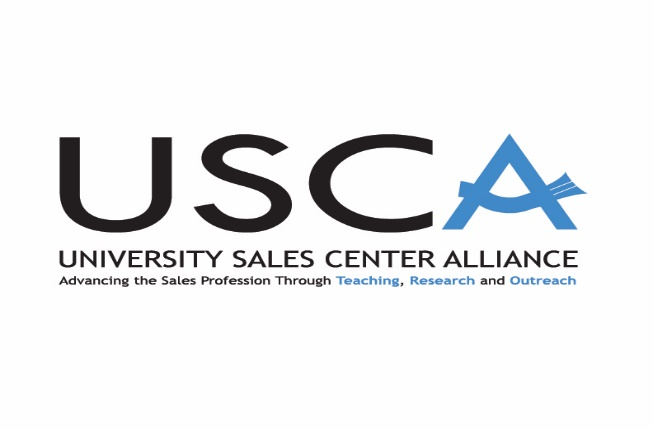 USCA
UNIVERSITY SALES CENTER ALLIANCE
Advancing the Sales Profession Through Teaching, Research and Outreach